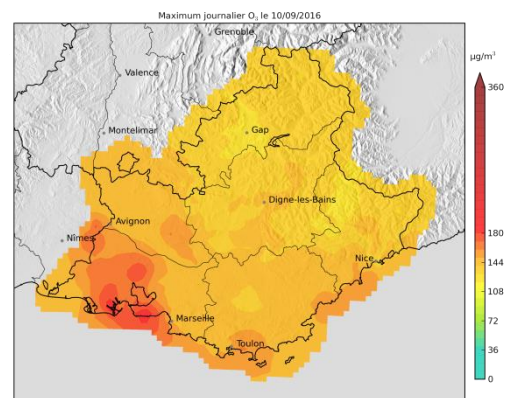 Maximum journalier O₃ le 10/09/2016
Grenoble
µg/m³
Valence
360
Montelimar
Gap
Digne-les-Bains
Avignon
180
Nîmes
Nice
144
108
Marseille
72
Toulon
36
0